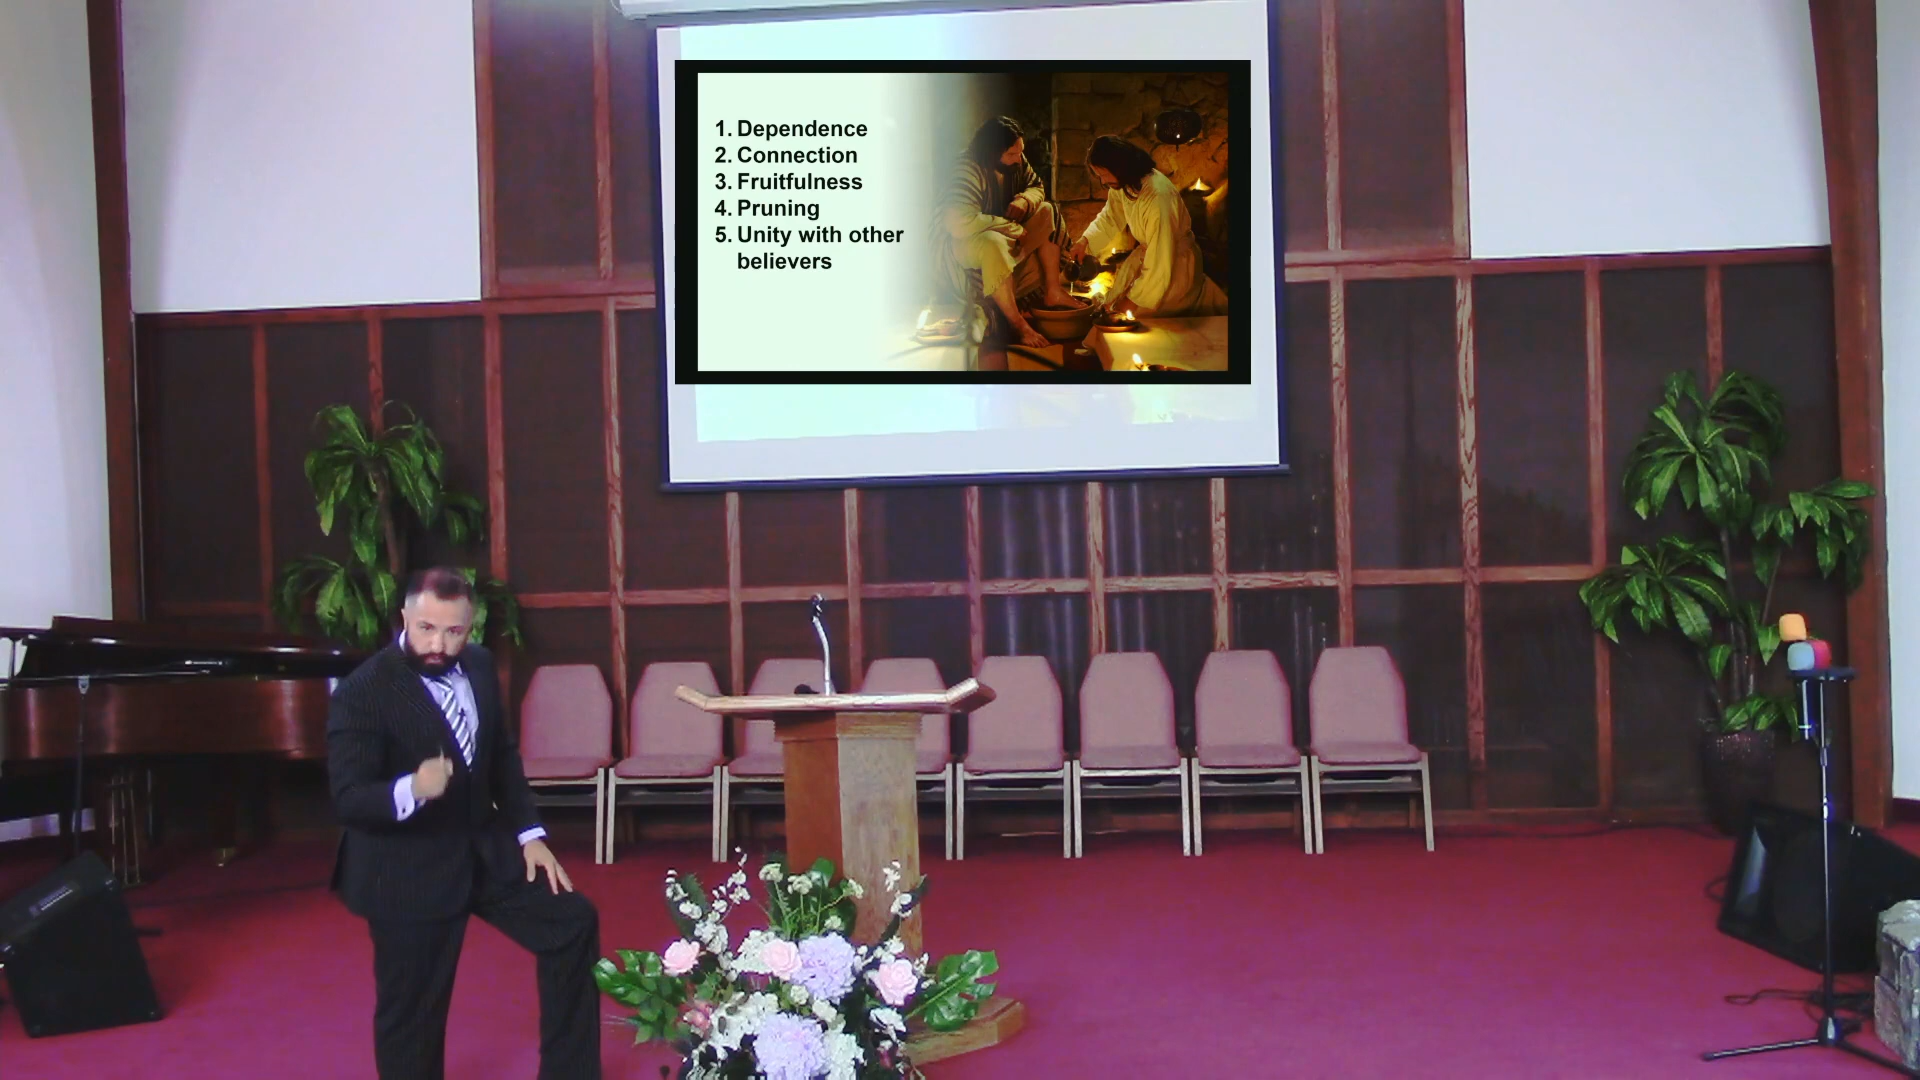 1. Dependence
2. Connection
3. Fruitfulness
4. Pruning
5. Unity with other
believers